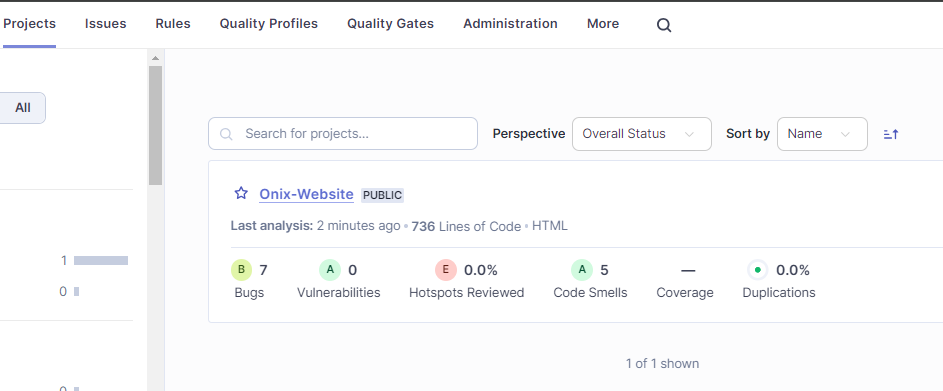 Projects Issues Rules Quality Profiles Quality Gates Administration More
All
Search for projects... Perspective Overall Status Sort by Name
Onix-Website PUBLIC
Last analysis: 2 minutes ago • 736 Lines of Code • HTML
1
B 7 A 0 E 0.0% A 5 — 0.0%
0
Bugs Vulnerabilities Hotspots Reviewed Code Smells Coverage Duplications
1 of 1 shown
0